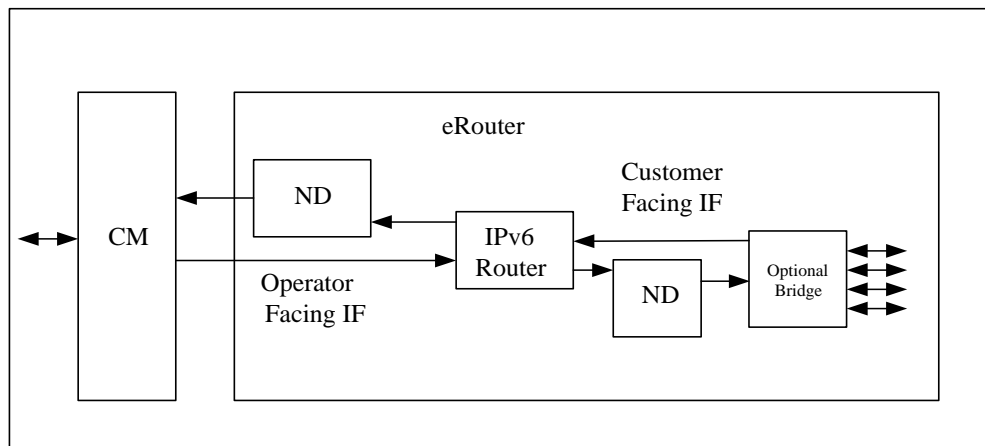 eRouter
ND
Customer
Facing IF
CM
IPv6
Router
Operator
Facing IF
ND
Optional
Bridge